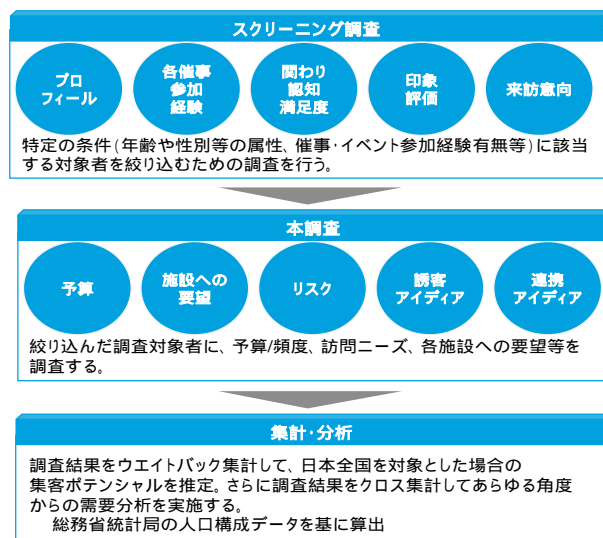 スクリーニング調査
プロ
フィール
各催事
参加
経験
関わり
認知
満足度
印象
評価
来訪意向
特定の条件(年齢や性別等の属性、催事・イベント参加経験有無等)に該当
する対象者を絞り込むための調査を行う。
本調査
予算
施設への
要望
リスク
誘客
アイディア
連携
アイディア
絞り込んだ調査対象者に、予算/頻度、訪問ニーズ、各施設への要望等を
調査する。
集計・分析
調査結果をウエイトバック集計して、日本全国を対象とした場合の
集客ポテンシャルを推定。さらに調査結果をクロス集計してあらゆる角度
からの需要分析を実施する。
総務省統計局の人口構成データを基に算出